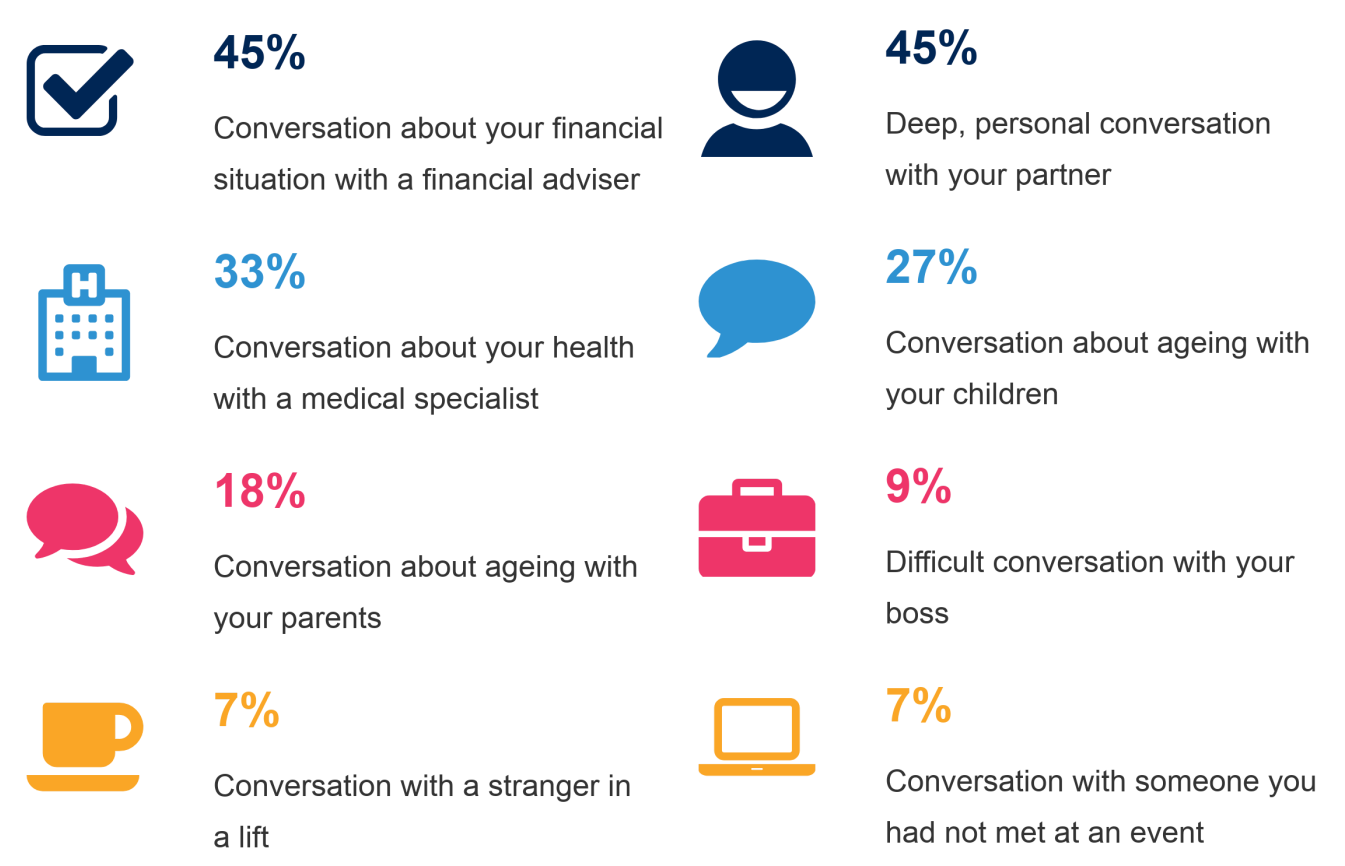 45%
Conversation about your financial
situation with a financial adviser
45%
Deep, personal conversation
with your partner
H
33%
Conversation about your health
with a medical specialist
27%
Conversation about ageing with
your children
18%
Conversation about ageing with
your parents
9%
Difficult conversation with your
boss
7%
Conversation with a stranger in
a lift
7%
Conversation with someone you
had not met at an event